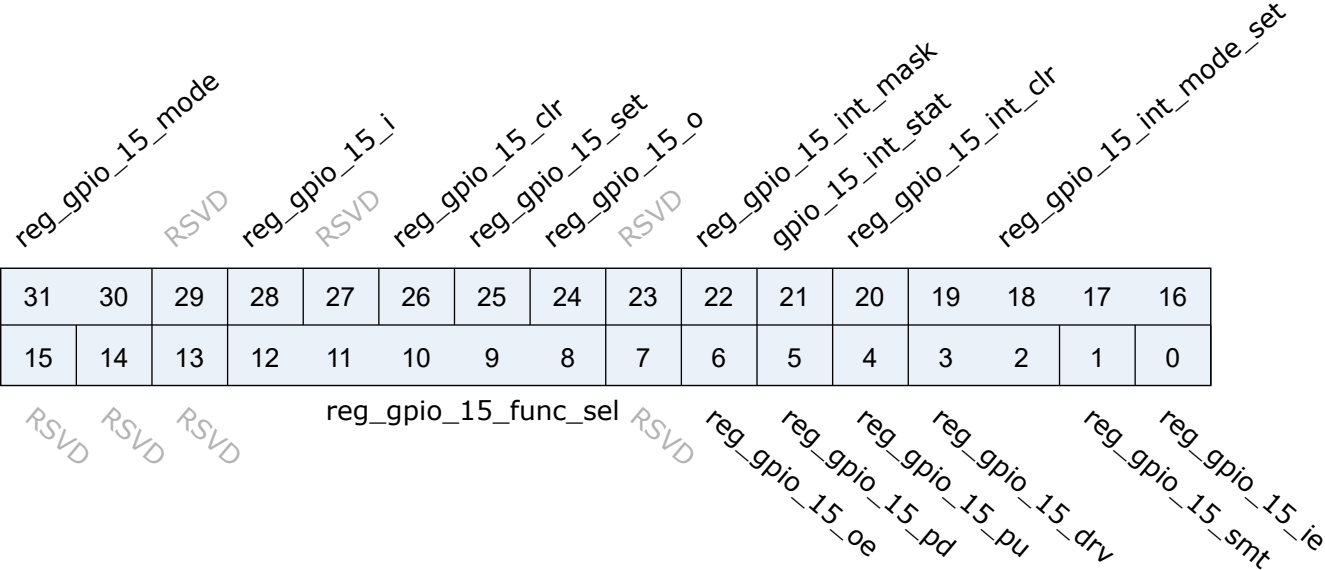 reg_gpio_15_mode
RSVD
reg_gpio_15_i
RSVD
reg_gpio_15_clr
reg_gpio_15_set
reg_gpio_15_o
RSVD
reg_gpio_15_int_mask
gpio_15_int_stat
reg_gpio_15_int_clr
reg_gpio_15_int_mode_set
31 30 29 28 27 26 25 24 23 22 21 20 19 18 17 16
15 14 13 12 11 10 9 8 7 6 5 4 3 2 1 0
RSVD
RSVD
RSVD
reg_gpio_15_func_sel
RSVD
reg_gpio_15_oe
reg_gpio_15_pd
reg_gpio_15_pu
reg_gpio_15_drv
reg_gpio_15_smt
reg_gpio_15_ie